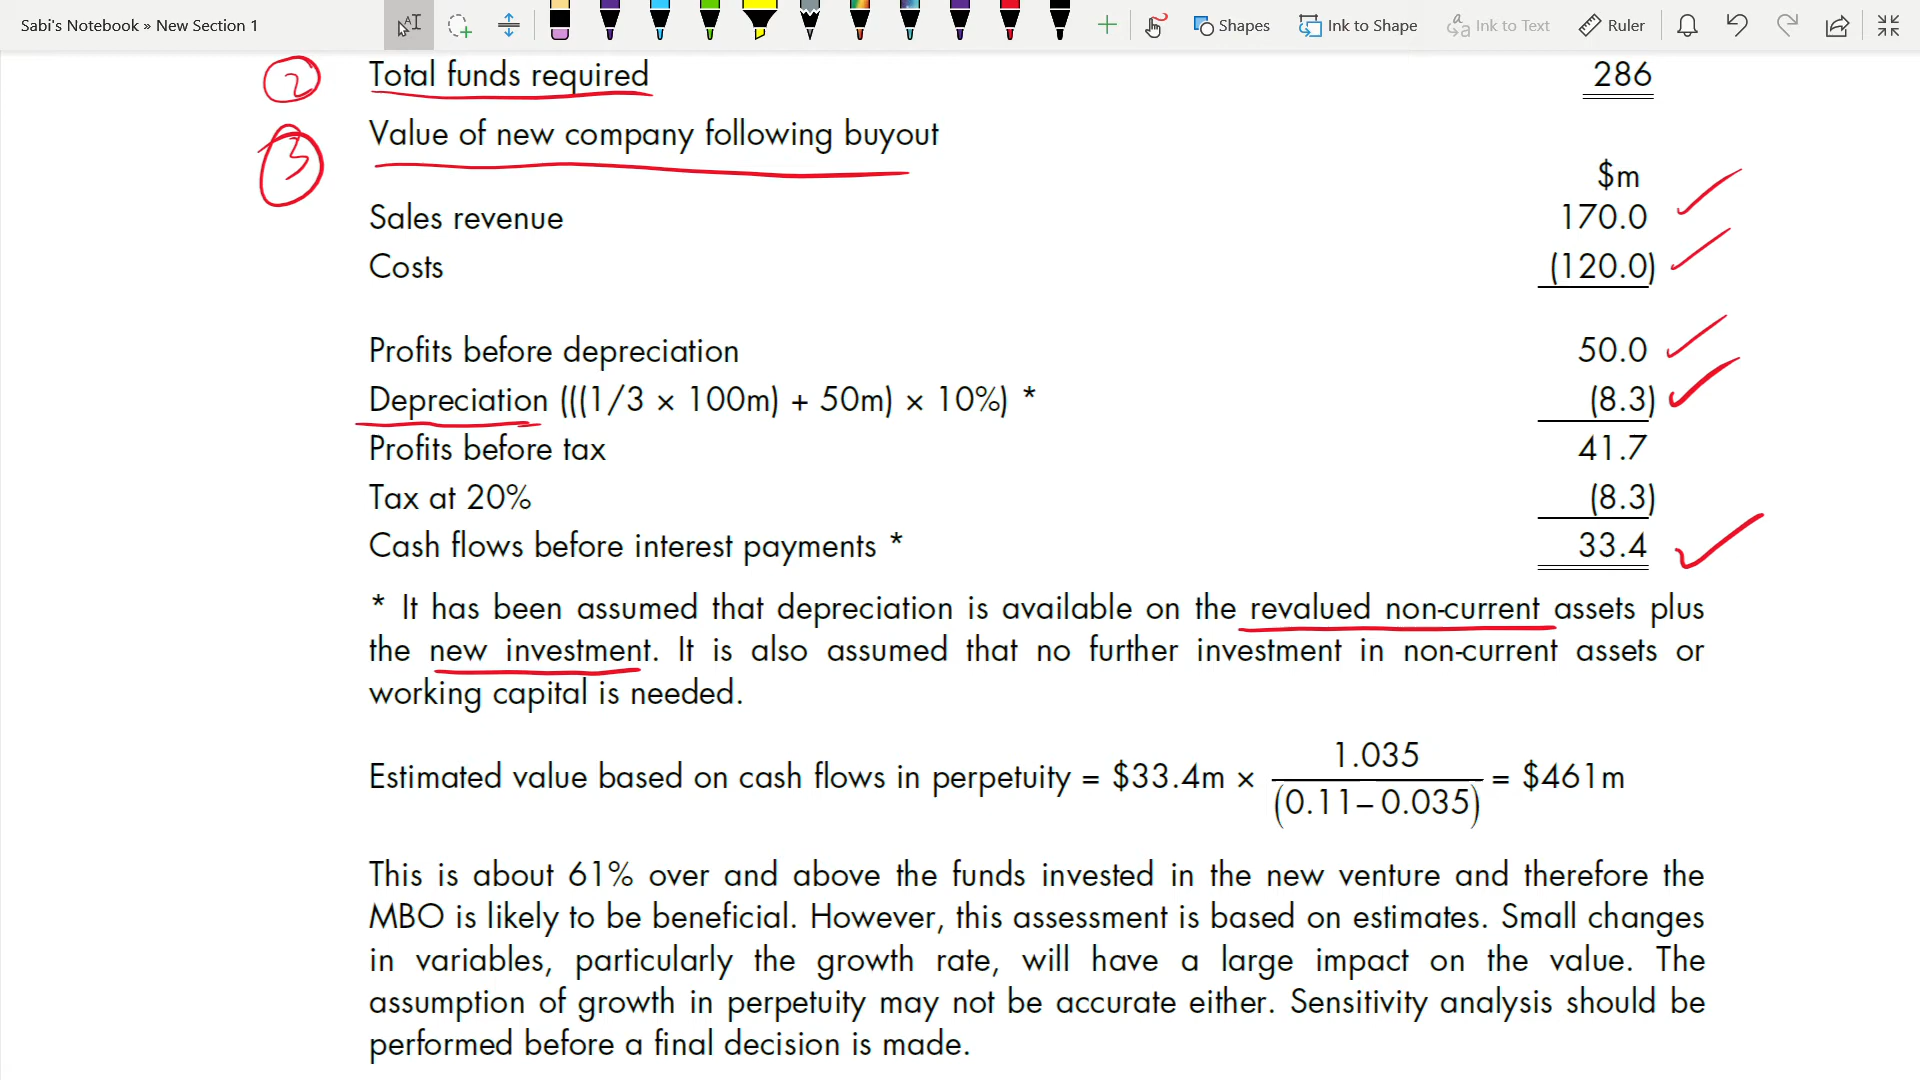 Sabi's Notebook » New Section 1
Shapes Ink to Shape Ink to Text Ruler
2 Total funds required 286
3 Value of new company following buyout
$m
Sales revenue 170.0
Costs (120.0)
Profits before depreciation 50.0
Depreciation (((1/3 × 100m) + 50m) × 10%) * (8.3)
Profits before tax 41.7
Tax at 20% (8.3)
Cash flows before interest payments * 33.4
* It has been assumed that depreciation is available on the revalued non-current assets plus
the new investment. It is also assumed that no further investment in non-current assets or
working capital is needed.
Estimated value based on cash flows in perpetuity = $33.4m × 1.035 / (0.11 – 0.035) = $461m
This is about 61% over and above the funds invested in the new venture and therefore the
MBO is likely to be beneficial. However, this assessment is based on estimates. Small changes
in variables, particularly the growth rate, will have a large impact on the value. The
assumption of growth in perpetuity may not be accurate either. Sensitivity analysis should be
performed before a final decision is made.